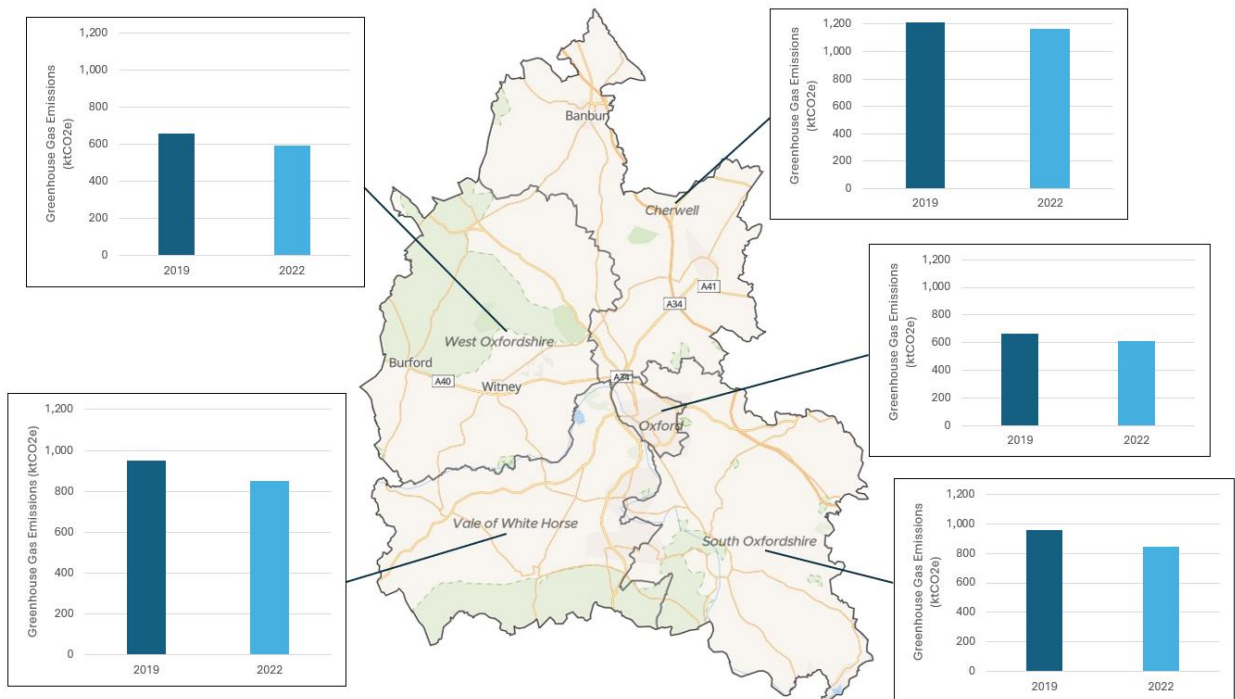 Greenhouse Gas Emissions
(ktCO2e)
1,200
1,000
800
600
400
200
0
2019
2022
Greenhouse Gas Emissions
(ktCO2e)
1,200
1,000
800
600
400
200
0
2019
2022
Banbur
Cherwell
A41
A34
West Oxfordshire
Burford
A40
Witney
A34
Oxford
Greenhouse Gas Emissions
(ktCO2e)
1,200
1,000
800
600
400
200
0
2019
2022
Greenhouse Gas Emissions (ktCO2e)
1,200
1,000
800
600
400
200
0
2019
2022
Vale of White Horse
South Oxfordshire
Greenhouse Gas Emissions
(ktCO2e)
1,200
1,000
800
600
400
200
0
2019
2022